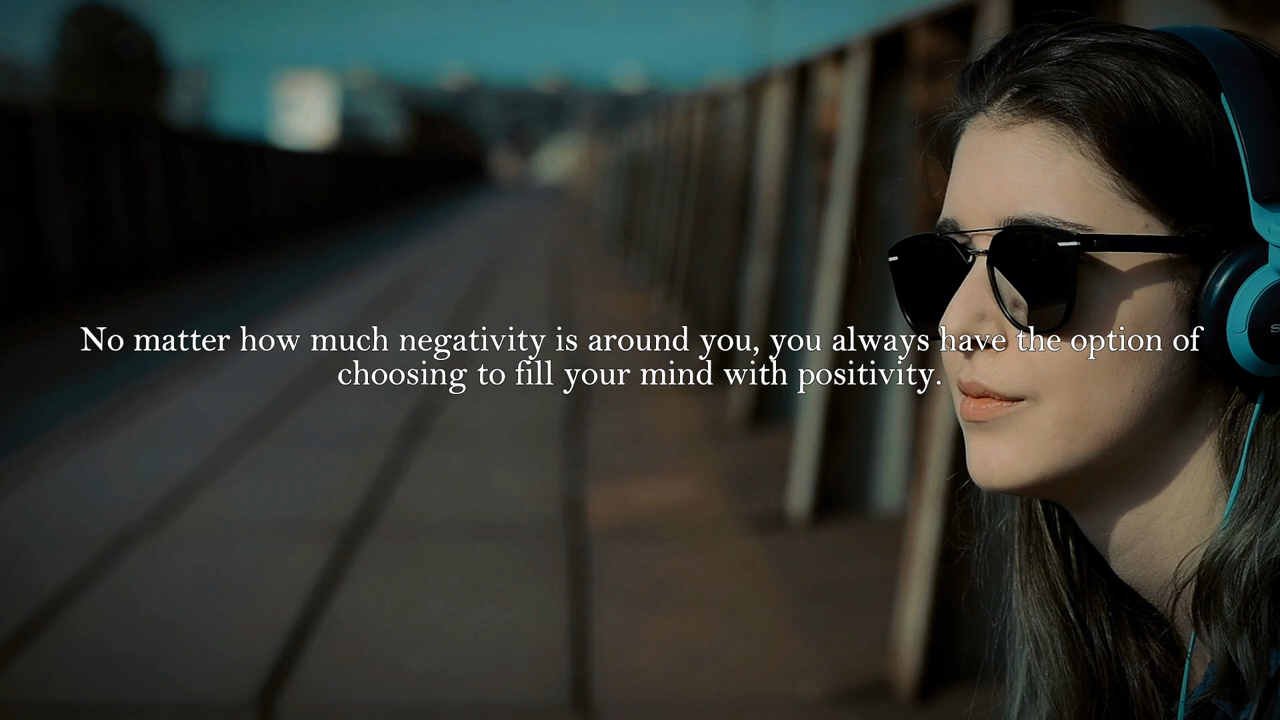 No matter how much negativity is around you, you always have the option of
choosing to fill your mind with positivity.